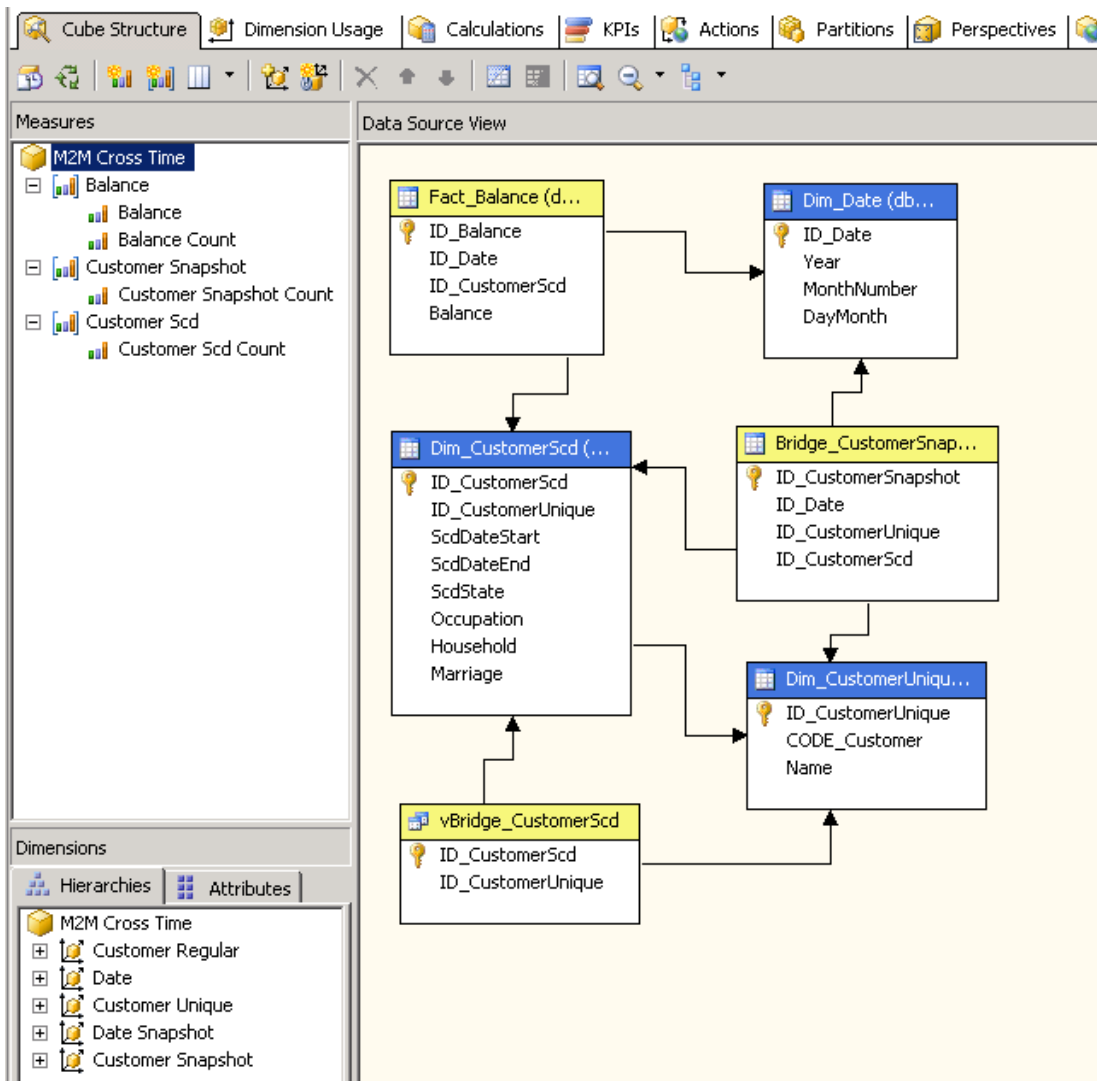 Cube Structure
Dimension Usage
Calculations
KPIs
Actions
Partitions
Perspectives
Measures
M2M Cross Time
Balance
Balance
Balance Count
Customer Snapshot
Customer Snapshot Count
Customer Scd
Customer Scd Count
Dimensions
Hierarchies
Attributes
M2M Cross Time
Customer Regular
Date
Customer Unique
Date Snapshot
Customer Snapshot
Data Source View
Fact_Balance (d...
ID_Balance
ID_Date
ID_CustomerScd
Balance
Dim_Date (db...
ID_Date
Year
MonthNumber
DayMonth
Dim_CustomerScd (...
ID_CustomerScd
ID_CustomerUnique
ScdDateStart
ScdDateEnd
ScdState
Occupation
Household
Marriage
Bridge_CustomerSnap...
ID_CustomerSnapshot
ID_Date
ID_CustomerUnique
ID_CustomerScd
Dim_CustomerUniqu...
ID_CustomerUnique
CODE_Customer
Name
vBridge_CustomerScd
ID_CustomerScd
ID_CustomerUnique